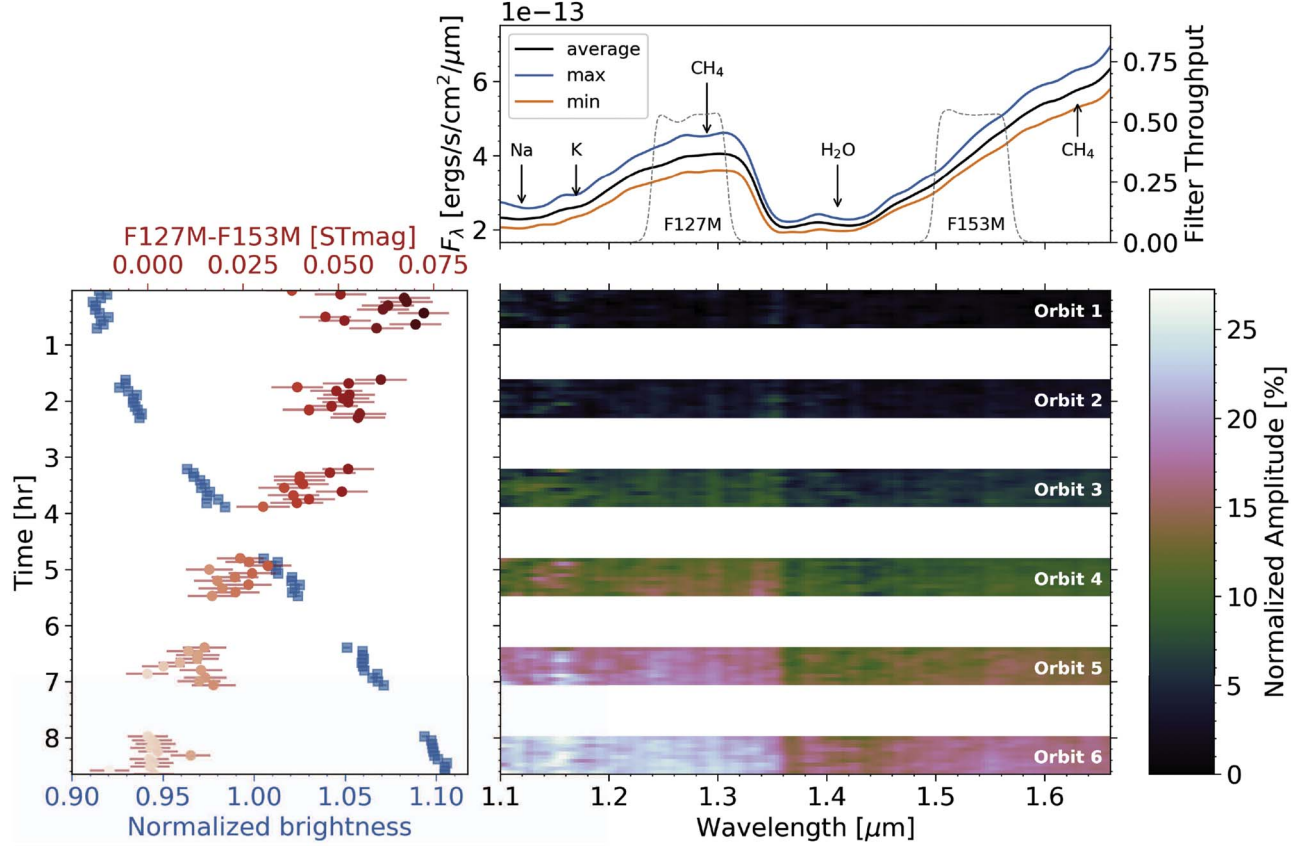 1e−13
F_λ [ergs/s/cm²/μm]
6
4
2
average
max
min
Na
K
CH₄
H₂O
CH₄
F127M
F153M
0.75
0.50
0.25
0.00
Filter Throughput
F127M-F153M [STmag]
0.000 0.025 0.050 0.075
Time [hr]
1
2
3
4
5
6
7
8
0.90 0.95 1.00 1.05 1.10
Normalized brightness
Orbit 1
Orbit 2
Orbit 3
Orbit 4
Orbit 5
Orbit 6
1.1 1.2 1.3 1.4 1.5 1.6
Wavelength [μm]
25
20
15
10
5
0
Normalized Amplitude [%]